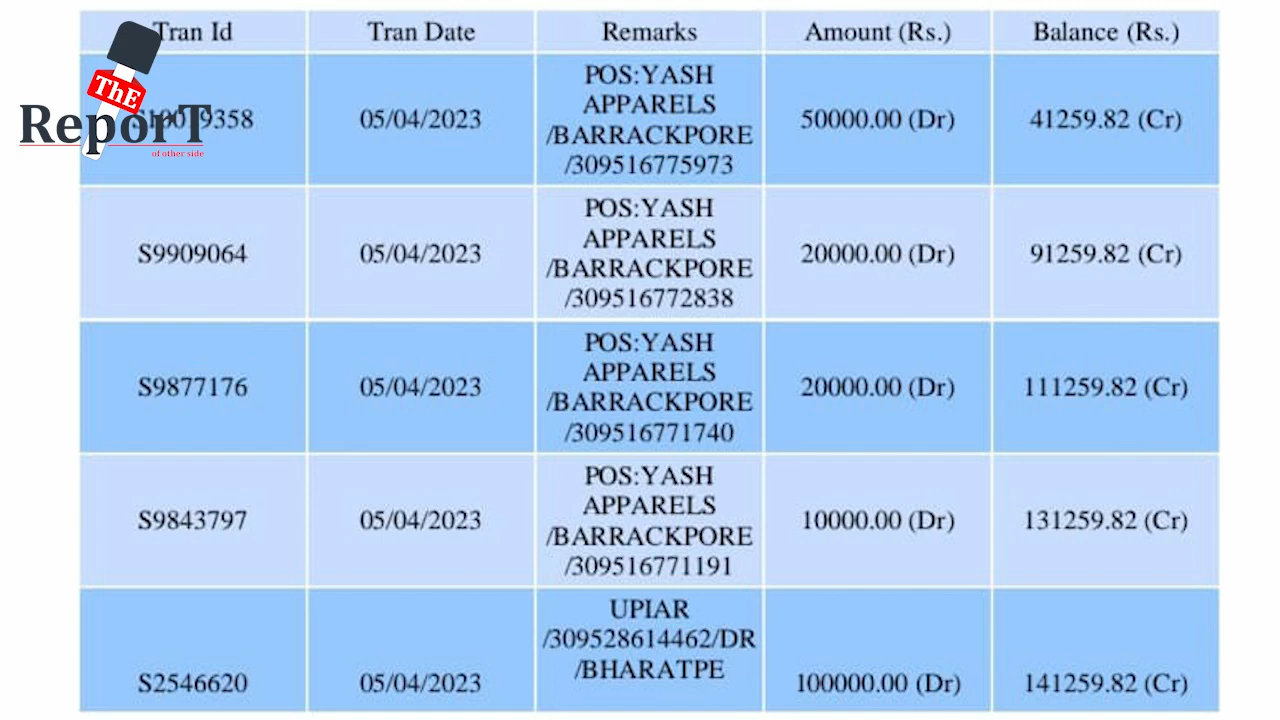 Tran Id Tran Date Remarks Amount (Rs.) Balance (Rs.)
ThE
RepoRT
of other side
05/04/2023
POS:YASH
APPARELS
/BARRACKPORE
/309516775973
50000.00 (Dr) 41259.82 (Cr)
S9909064 05/04/2023
POS:YASH
APPARELS
/BARRACKPORE
/309516772838
20000.00 (Dr) 91259.82 (Cr)
S9877176 05/04/2023
POS:YASH
APPARELS
/BARRACKPORE
/309516771740
20000.00 (Dr) 111259.82 (Cr)
S9843797 05/04/2023
POS:YASH
APPARELS
/BARRACKPORE
/309516771191
10000.00 (Dr) 131259.82 (Cr)
S2546620 05/04/2023
UPIAR
/309528614462/DR
/BHARATPE
100000.00 (Dr) 141259.82 (Cr)